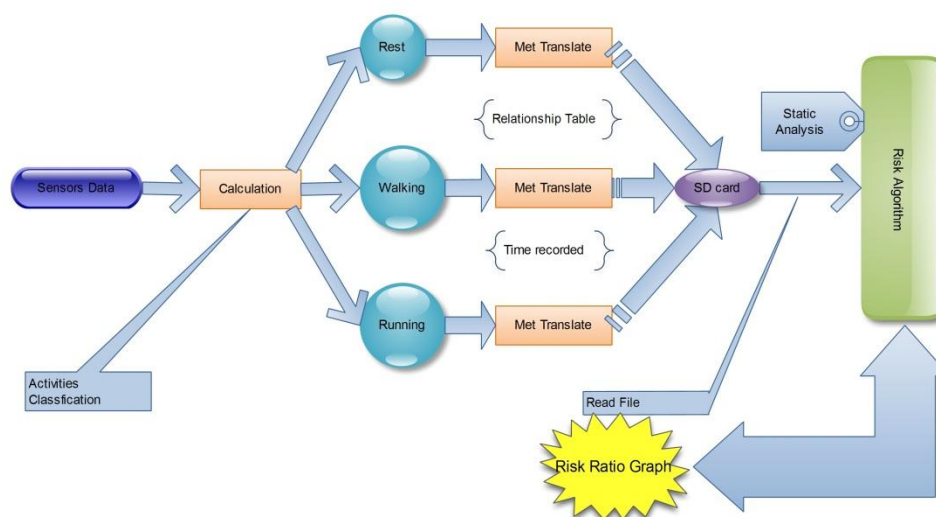 Rest
Met Translate
{ Relationship Table }
Static
Analysis
Sensors Data
Calculation
Walking
Met Translate
SD card
Risk Algorithm
{ Time recorded }
Running
Met Translate
Activities
Classfication
Read File
Risk Ratio Graph